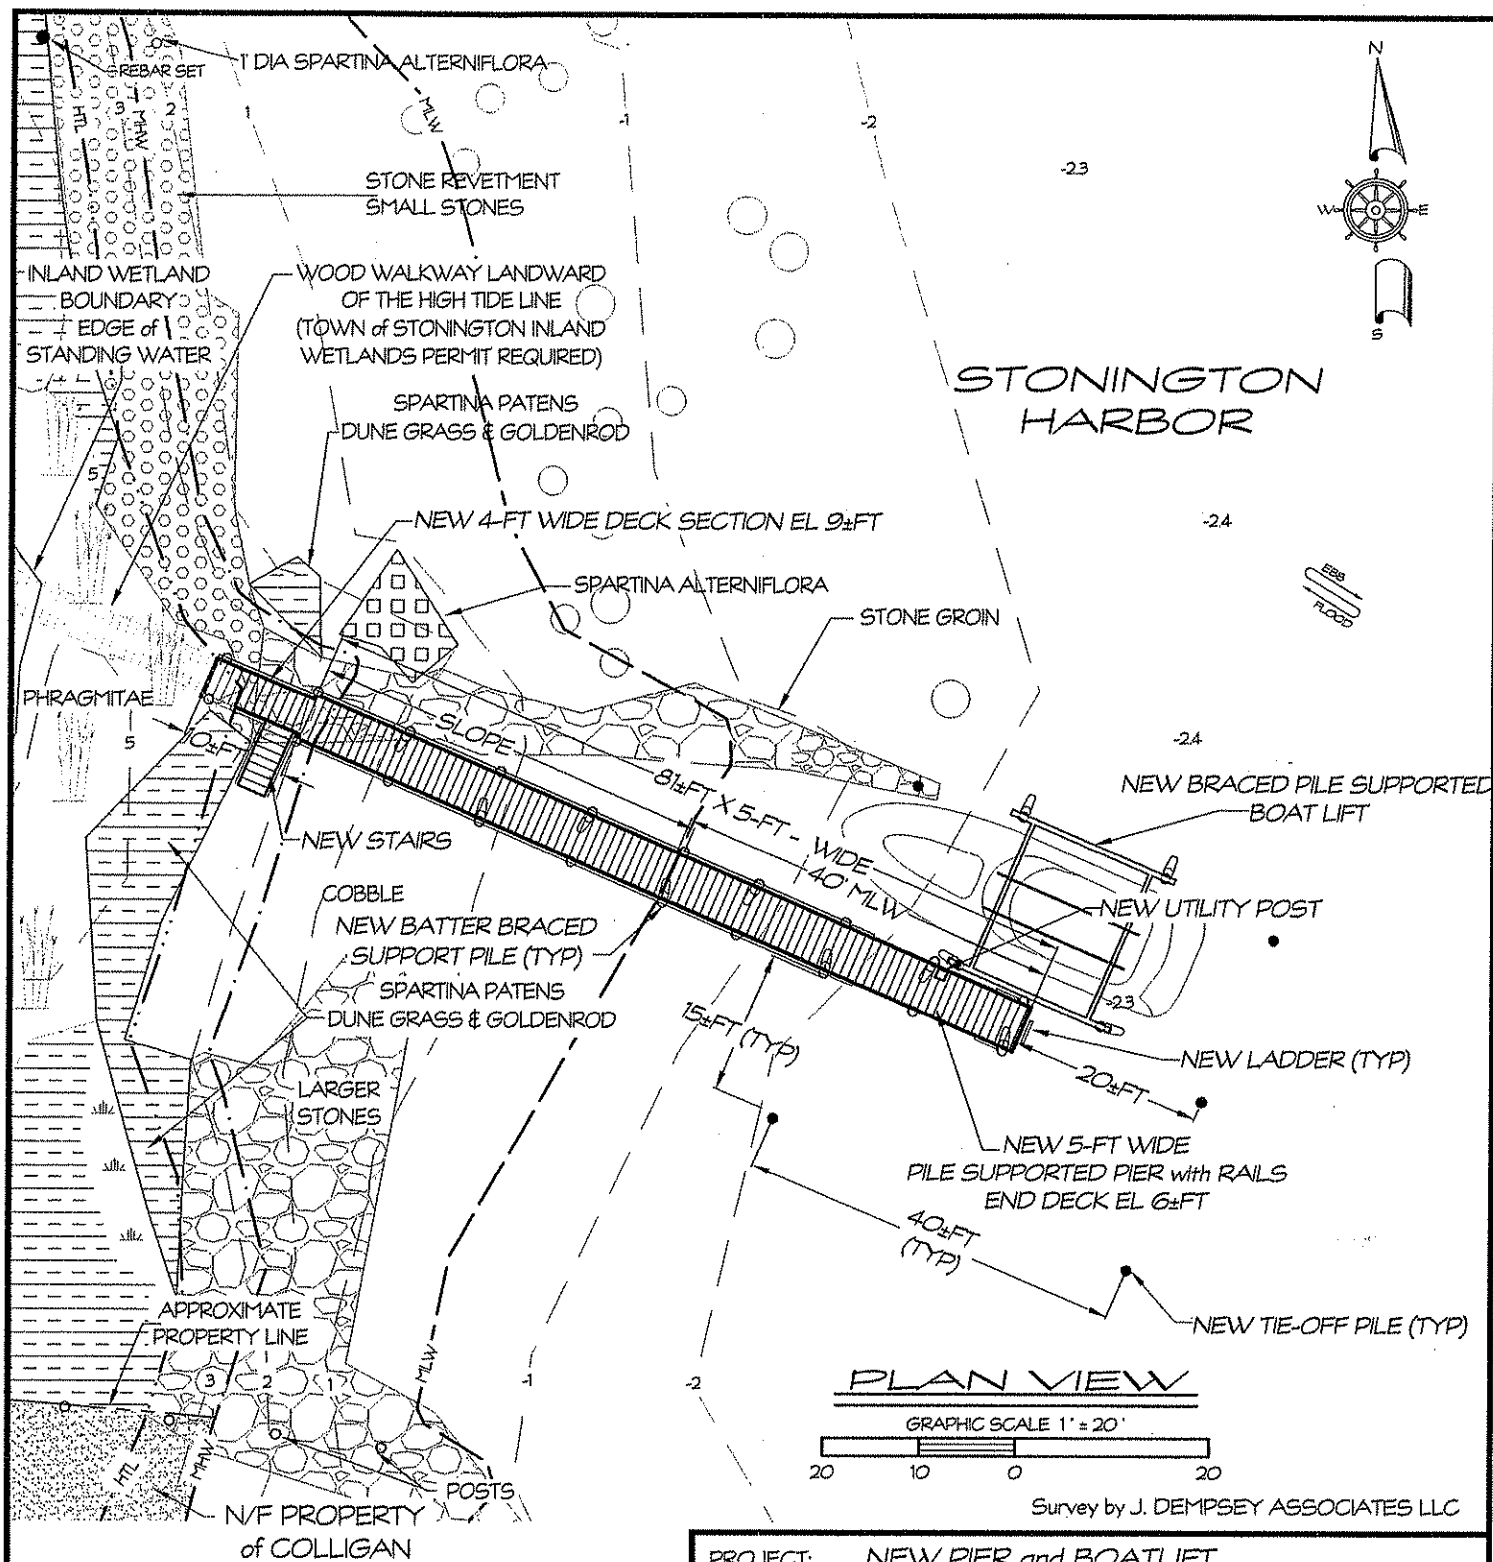 N
1' DIA SPARTINA ALTERNIFLORA
REBAR SET
HTL
3
MHW
2
1
MLW
-1
-2
-2.3
STONE REVETMENT
SMALL STONES
W
E
S
INLAND WETLAND
BOUNDARY
EDGE of
STANDING WATER
WOOD WALKWAY LANDWARD
OF THE HIGH TIDE LINE
(TOWN of STONINGTON INLAND
WETLANDS PERMIT REQUIRED)
STONINGTON
HARBOR
SPARTINA PATENS
DUNE GRASS & GOLDENROD
5
NEW 4-FT WIDE DECK SECTION EL 9±FT
-2.4
SPARTINA ALTERNIFLORA
EBB
FLOOD
STONE GROIN
PHRAGMITAE
5
10±FT
SLOPE
-2.4
81±FT X 5-FT - WIDE
40' MLW
NEW BRACED PILE SUPPORTED
BOAT LIFT
NEW STAIRS
COBBLE
NEW BATTER BRACED
SUPPORT PILE (TYP)
NEW UTILITY POST
SPARTINA PATENS
DUNE GRASS & GOLDENROD
-2.3
15±FT (TYP)
NEW LADDER (TYP)
20±FT
LARGER
STONES
NEW 5-FT WIDE
PILE SUPPORTED PIER with RAILS
END DECK EL 6±FT
40±FT
(TYP)
APPROXIMATE
PROPERTY LINE
NEW TIE-OFF PILE (TYP)
3
2
1
MLW
-1
-2
PLAN VIEW
GRAPHIC SCALE 1" = 20'
20
10
0
20
HTL
MHW
POSTS
Survey by J. DEMPSEY ASSOCIATES LLC
N/F PROPERTY
of COLLIGAN
PROJECT: NEW PIER and BOATLIFT